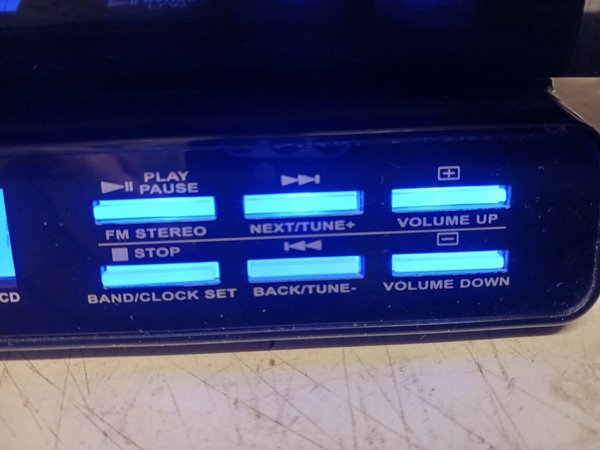 PLAY
PAUSE
FM STEREO
NEXT/TUNE+
VOLUME UP
STOP
BAND/CLOCK SET
BACK/TUNE-
VOLUME DOWN
CD